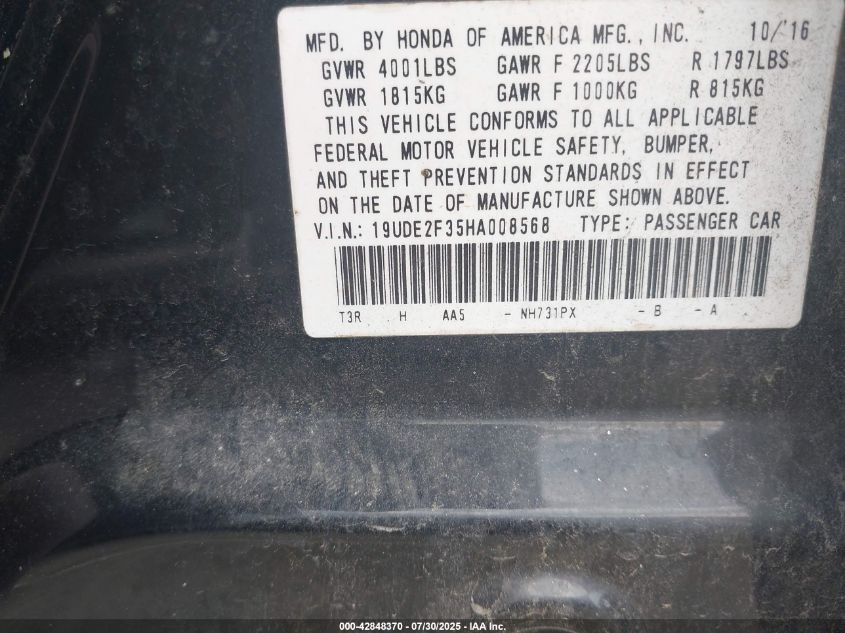 MFD. BY HONDA OF AMERICA MFG., INC. 10/'16
GVWR 4001LBS GAWR F 2205LBS R 1797LBS
GVWR 1815KG GAWR F 1000KG R 815KG
THIS VEHICLE CONFORMS TO ALL APPLICABLE
FEDERAL MOTOR VEHICLE SAFETY, BUMPER,
AND THEFT PREVENTION STANDARDS IN EFFECT
ON THE DATE OF MANUFACTURE SHOWN ABOVE.
V.I.N.: 19UDE2F35HA008568 TYPE: PASSENGER CAR
T3R H AA5 - NH731PX - B - A
000-42848370 - 07/30/2025 - IAA Inc.